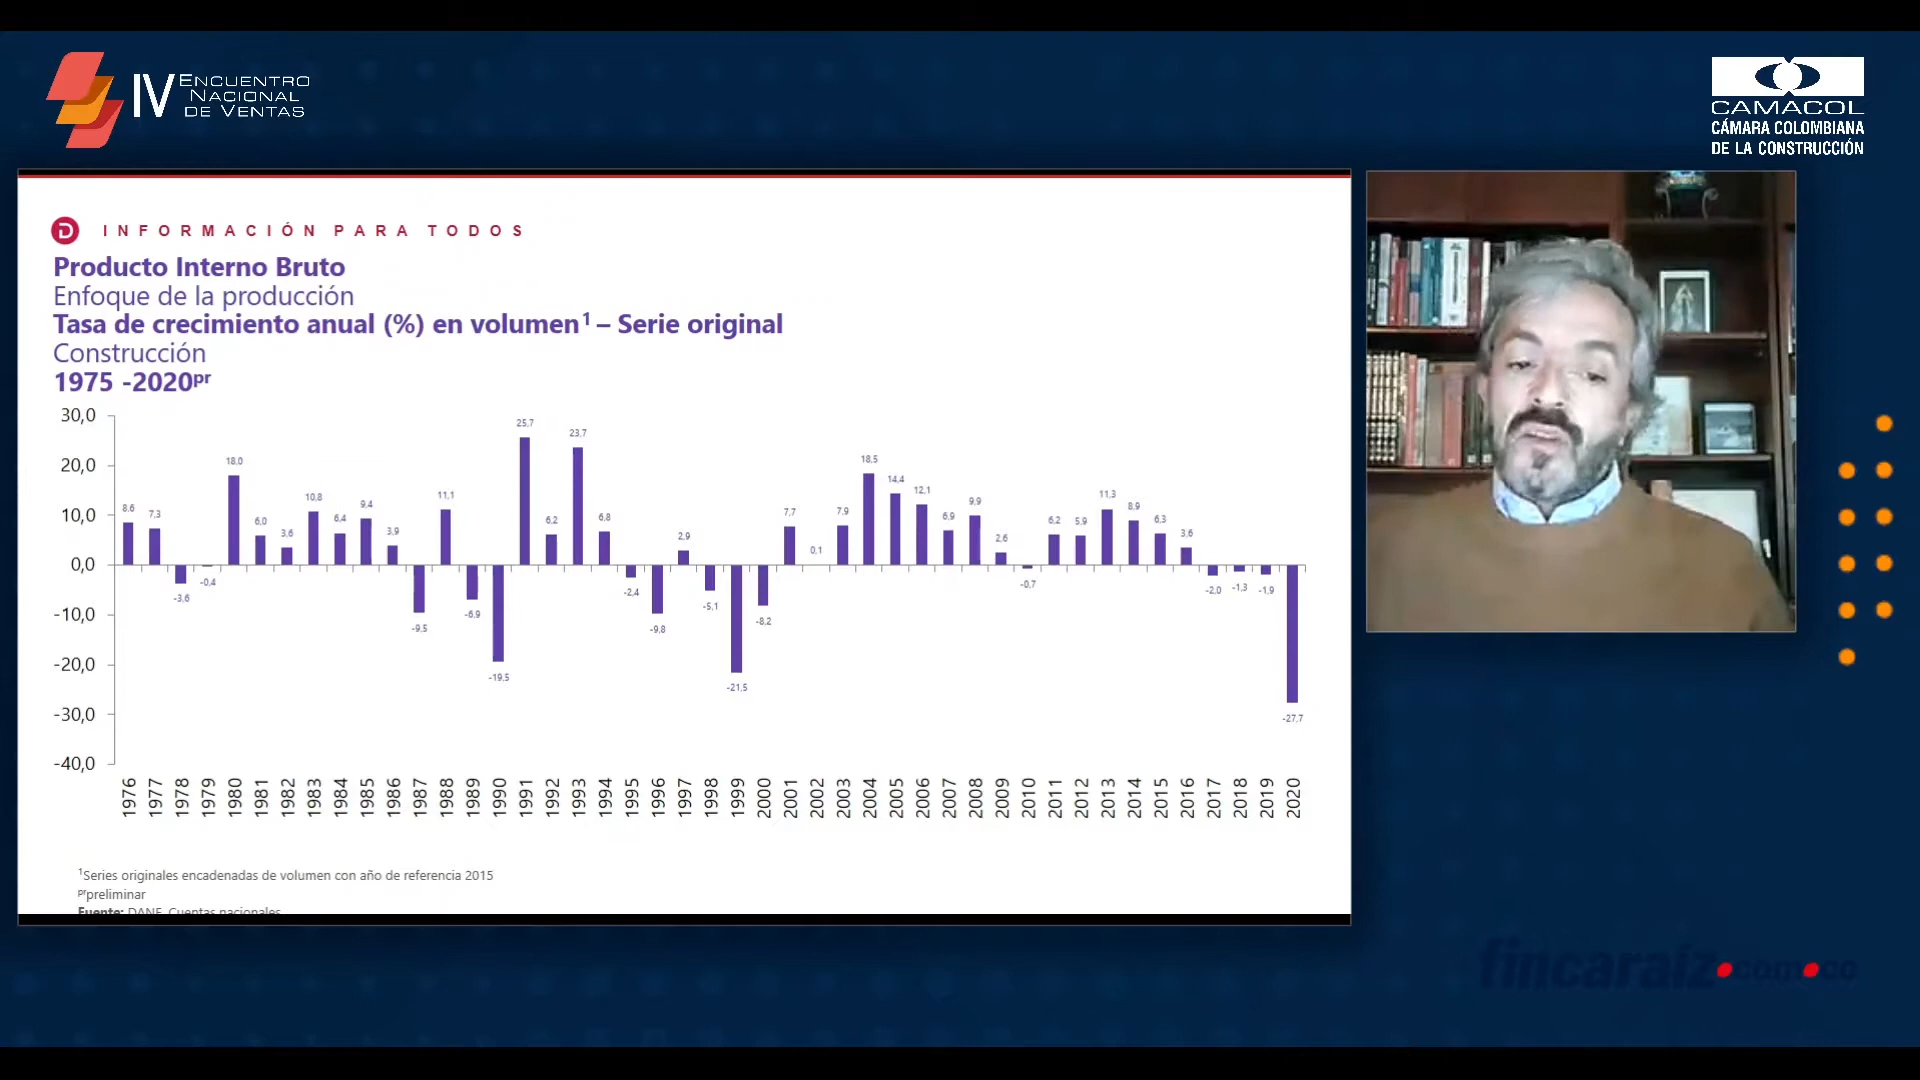 IV ENCUENTRO
NACIONAL
DE VENTAS
CAMACOL
CÁMARA COLOMBIANA
DE LA CONSTRUCCIÓN
INFORMACIÓN PARA TODOS
Producto Interno Bruto
Enfoque de la producción
Tasa de crecimiento anual (%) en volumen¹ – Serie original
Construcción
1975 -2020ᵖʳ
30,0
20,0
10,0
0,0
-10,0
-20,0
-30,0
-40,0
8,6 7,3 -3,6 -0,4 18,0 6,0 3,6 10,8 6,4 9,4 3,9 -9,5 11,1 -6,9 -19,5 25,7 6,2 23,7 6,8 -2,4 -9,8 2,9 -5,1 -21,5 -8,2 7,7 0,1 7,9 18,5 14,4 12,1 6,9 9,9 2,6 -0,7 6,2 5,9 11,3 8,9 6,3 3,6 -2,0 -1,3 -1,9 -27,7
1976 1977 1978 1979 1980 1981 1982 1983 1984 1985 1986 1987 1988 1989 1990 1991 1992 1993 1994 1995 1996 1997 1998 1999 2000 2001 2002 2003 2004 2005 2006 2007 2008 2009 2010 2011 2012 2013 2014 2015 2016 2017 2018 2019 2020
¹Series originales encadenadas de volumen con año de referencia 2015
ᵖʳpreliminar
Fuente: DANE, Cuentas nacionales
fincaraiz.com.co